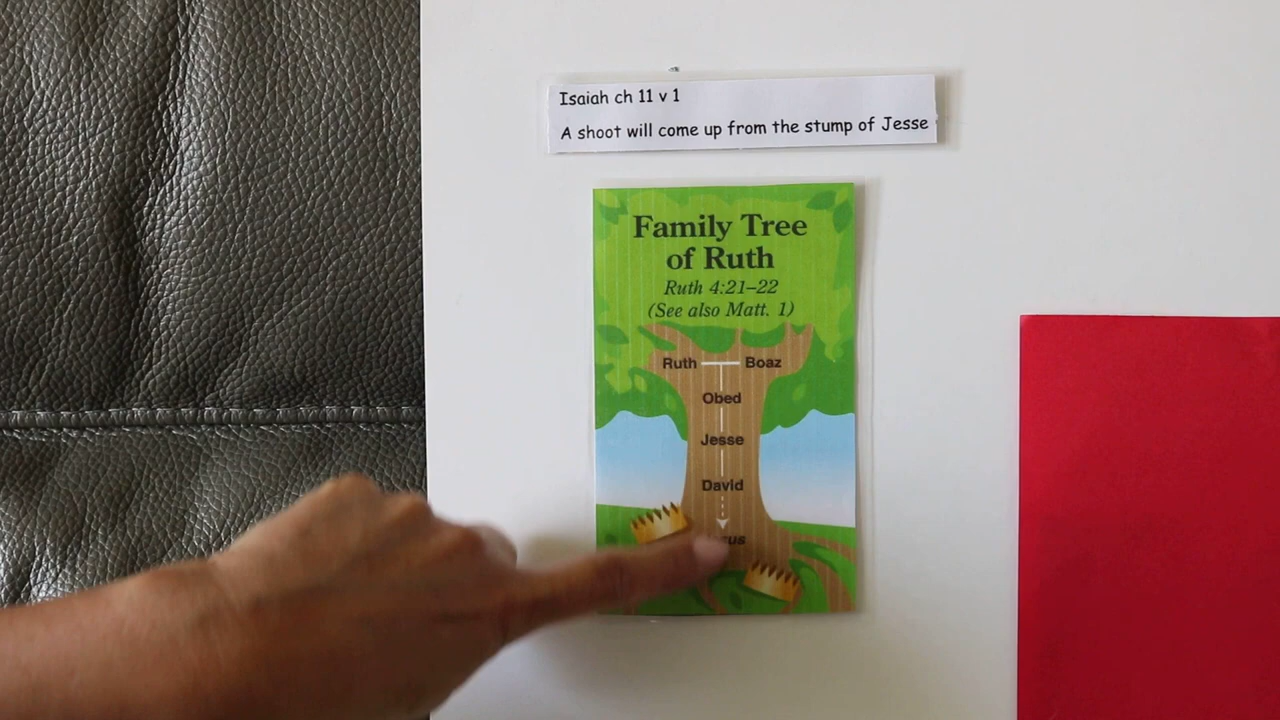 Isaiah ch 11 v 1
A shoot will come up from the stump of Jesse
Family Tree
of Ruth
Ruth 4:21–22
(See also Matt. 1)
Ruth Boaz
Obed
Jesse
David